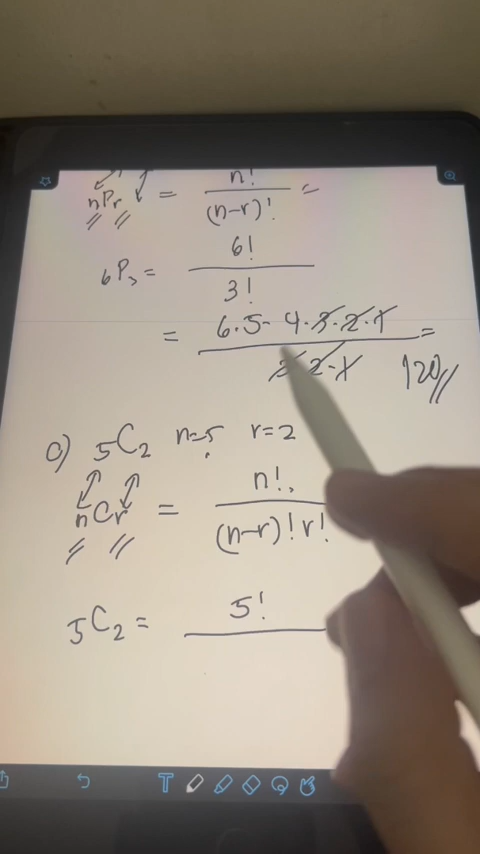 nPr = n! / (n-r)! =
6P3 = 6! / 3!
= 6·5·4·3·2·1 / 3·2·1 = 120//
c) 5C2 n=5 r=2
nCr = n! / (n-r)! r!
5C2 = 5!
T